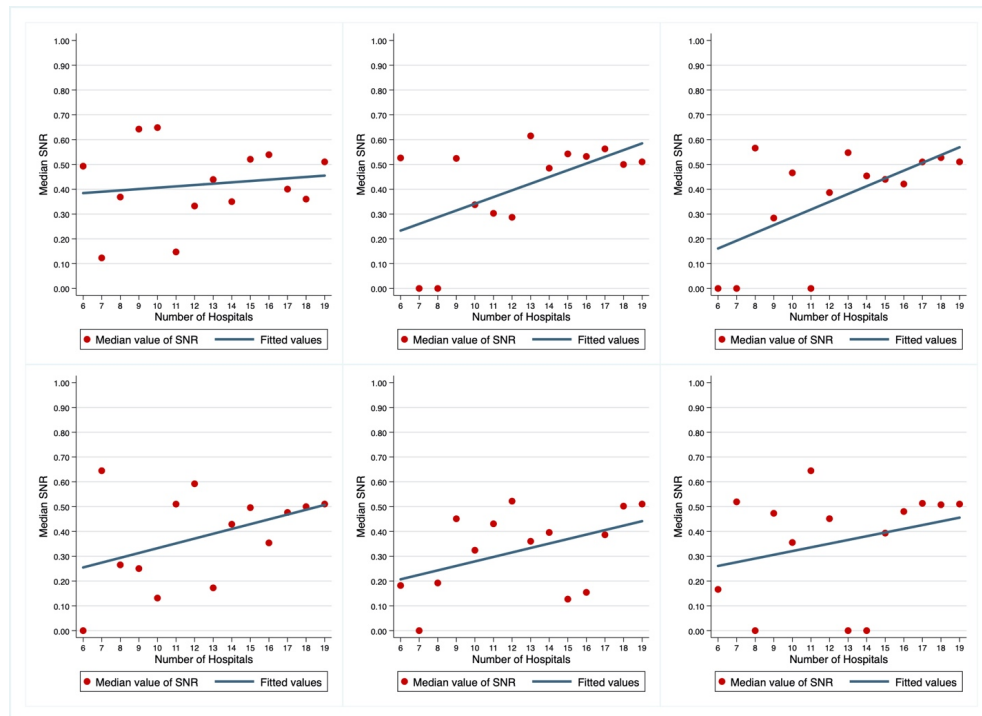 1.00
0.90
0.80
0.70
0.60
0.50
0.40
0.30
0.20
0.10
0.00
Median SNR
6 7 8 9 10 11 12 13 14 15 16 17 18 19
Number of Hospitals
Median value of SNR Fitted values
1.00
0.90
0.80
0.70
0.60
0.50
0.40
0.30
0.20
0.10
0.00
Median SNR
6 7 8 9 10 11 12 13 14 15 16 17 18 19
Number of Hospitals
Median value of SNR Fitted values
1.00
0.90
0.80
0.70
0.60
0.50
0.40
0.30
0.20
0.10
0.00
Median SNR
6 7 8 9 10 11 12 13 14 15 16 17 18 19
Number of Hospitals
Median value of SNR Fitted values
1.00
0.90
0.80
0.70
0.60
0.50
0.40
0.30
0.20
0.10
0.00
Median SNR
6 7 8 9 10 11 12 13 14 15 16 17 18 19
Number of Hospitals
Median value of SNR Fitted values
1.00
0.90
0.80
0.70
0.60
0.50
0.40
0.30
0.20
0.10
0.00
Median SNR
6 7 8 9 10 11 12 13 14 15 16 17 18 19
Number of Hospitals
Median value of SNR Fitted values
1.00
0.90
0.80
0.70
0.60
0.50
0.40
0.30
0.20
0.10
0.00
Median SNR
6 7 8 9 10 11 12 13 14 15 16 17 18 19
Number of Hospitals
Median value of SNR Fitted values